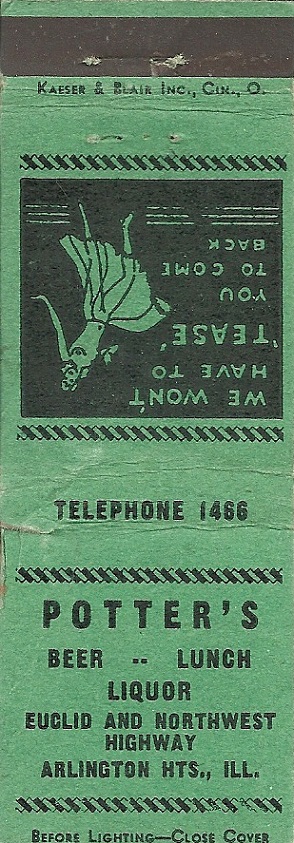 KAESER & BLAIR INC., CIN., O.
WE WON'T
HAVE TO
'TEASE'
YOU
TO COME
BACK
TELEPHONE 1466
POTTER'S
BEER -- LUNCH
LIQUOR
EUCLID AND NORTHWEST
HIGHWAY
ARLINGTON HTS., ILL.
BEFORE LIGHTING—CLOSE COVER